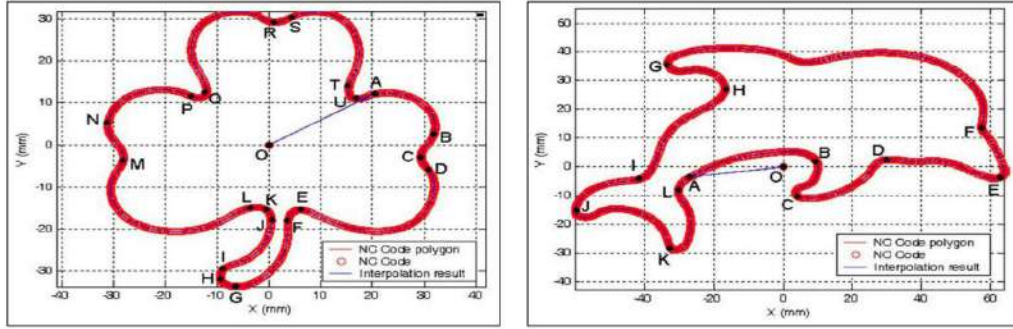 R S
T A
U
P Q
N
B
M
O
C
D
L K E
J F
I
H
G
30
20
10
0
-10
-20
-30
-40 -30 -20 -10 0 10 20 30 40
X (mm)
Y (mm)
NC Code polygon
NC Code
Interpolation result
G
H
F
B D
I
L A O
C
E
J
K
50
40
30
20
10
0
-10
-20
-30
-40
-40 -20 0 20 40 60
X (mm)
Y (mm)
NC Code polygon
NC Code
Interpolation result